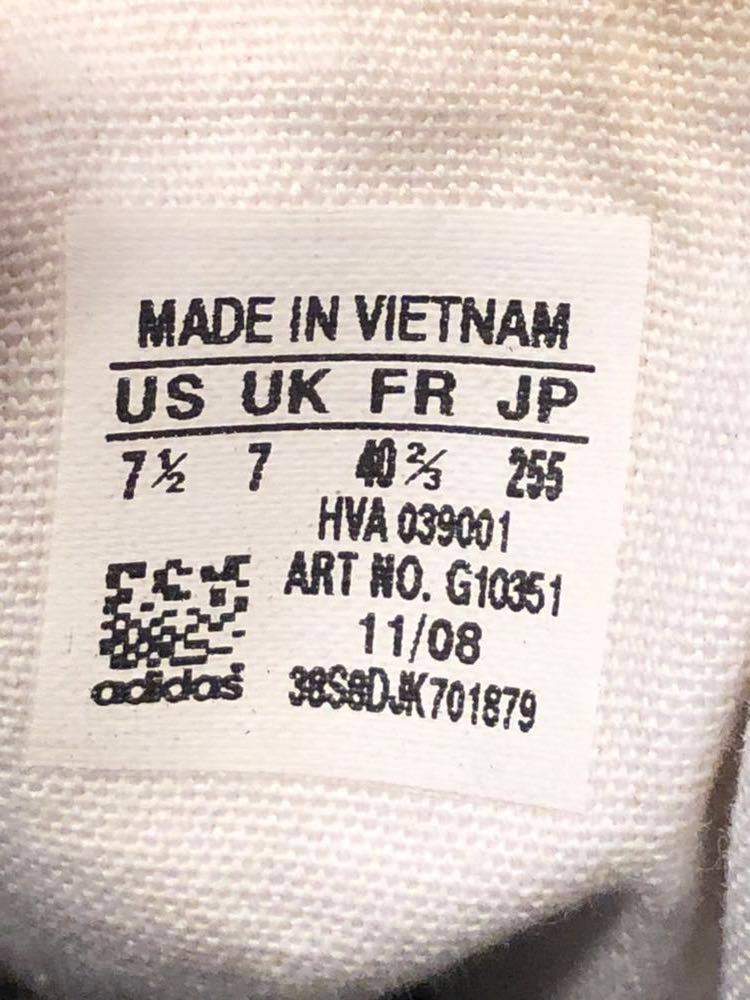 MADE IN VIETNAM
US UK FR JP
7½ 7 40⅔ 255
HVA 039001
ART NO. G10351
11/08
adidas
38S8DJK701879